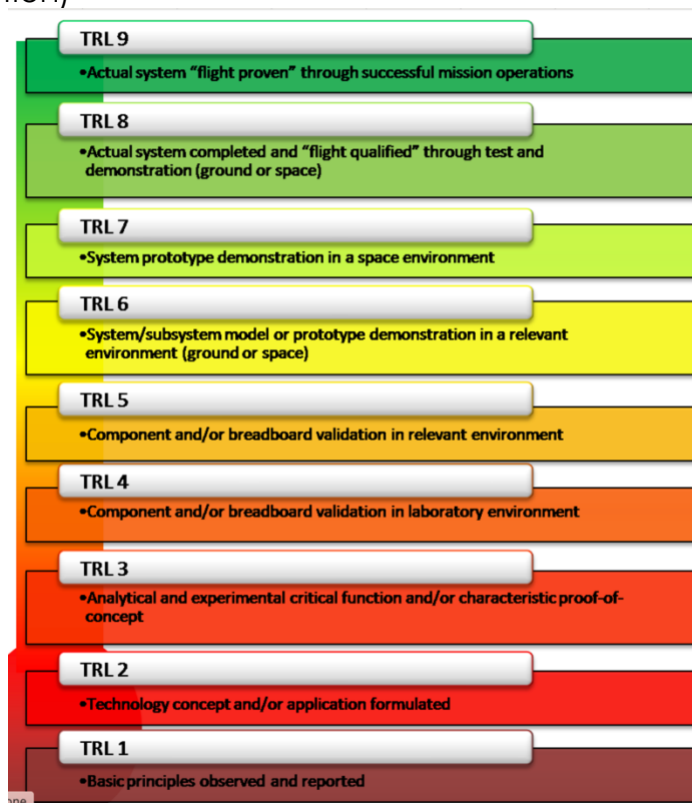 TRL 9
•Actual system “flight proven” through successful mission operations
TRL 8
•Actual system completed and “flight qualified” through test and
demonstration (ground or space)
TRL 7
•System prototype demonstration in a space environment
TRL 6
•System/subsystem model or prototype demonstration in a relevant
environment (ground or space)
TRL 5
•Component and/or breadboard validation in relevant environment
TRL 4
•Component and/or breadboard validation in laboratory environment
TRL 3
•Analytical and experimental critical function and/or characteristic proof-of-
concept
TRL 2
•Technology concept and/or application formulated
TRL 1
•Basic principles observed and reported